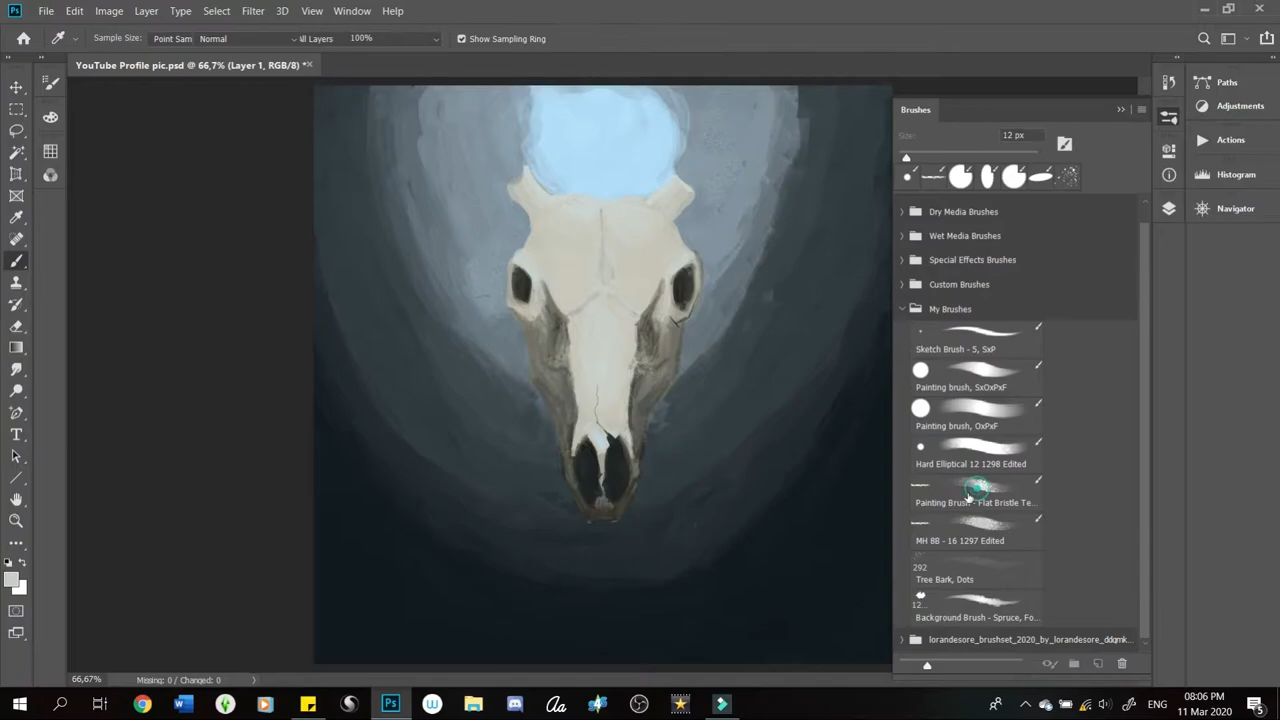 Ps File Edit Image Layer Type Select Filter 3D View Window Help
Sample Size: Point Sam Normal ll Layers 100% Show Sampling Ring
YouTube Profile pic.psd @ 66,7% (Layer 1, RGB/8) *
Brushes
Size: 12 px
Dry Media Brushes
Wet Media Brushes
Special Effects Brushes
Custom Brushes
My Brushes
Sketch Brush - 5, SxP
Painting brush, SxOxPxF
Painting brush, OxPxF
Hard Elliptical 12 1298 Edited
Painting Brush - Flat Bristle Te...
MH 8B - 16 1297 Edited
292
Tree Bark, Dots
12...
Background Brush - Spruce, Fo...
lorandesore_brushset_2020_by_lorandesore_ddqmk...
Paths
Adjustments
Actions
Histogram
Navigator
66,67% Missing: 0 / Changed: 0
ENG
08:06 PM
11 Mar 2020
5